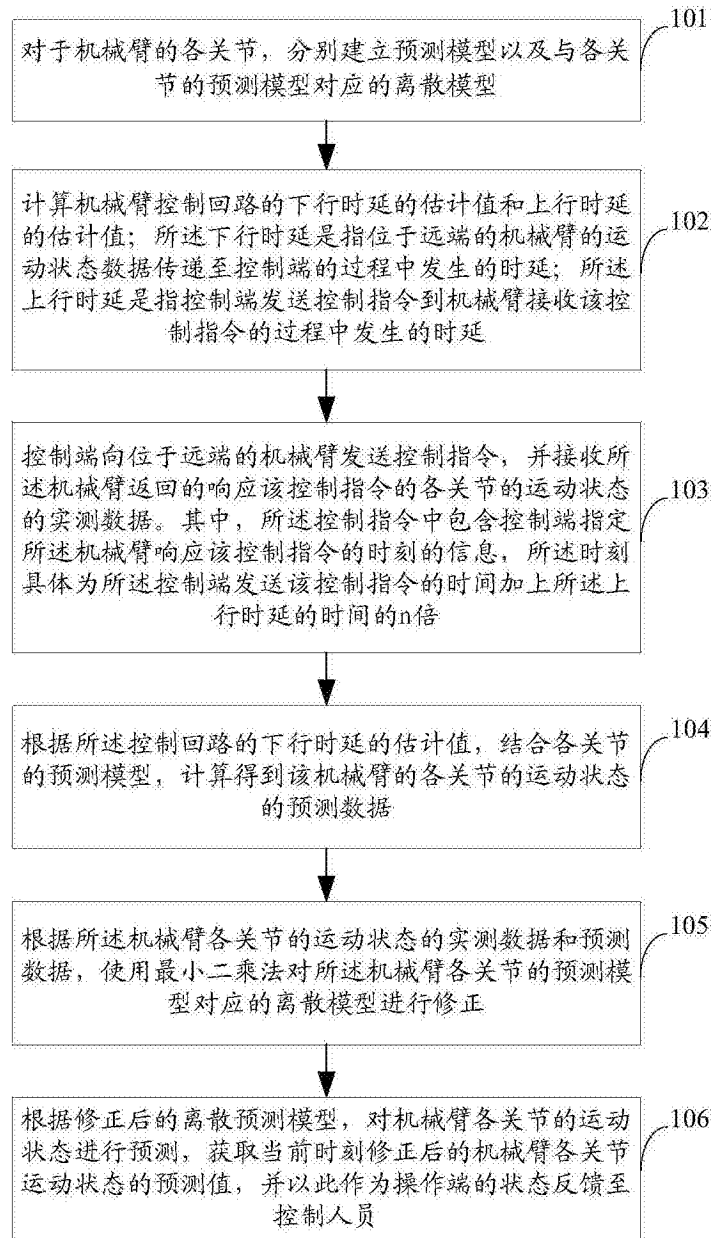 101
对于机械臂的各关节，分别建立预测模型以及与各关
节的预测模型对应的离散模型
计算机械臂控制回路的下行时延的估计值和上行时延
的估计值；所述下行时延是指位于远端的机械臂的运
动状态数据传递至控制端的过程中发生的时延；所述
上行时延是指控制端发送控制指令到机械臂接收该控
制指令的过程中发生的时延
102
控制端向位于远端的机械臂发送控制指令，并接收所
述机械臂返回的响应该控制指令的各关节的运动状态
的实测数据。其中，所述控制指令中包含控制端指定
所述机械臂响应该控制指令的时刻的信息，所述时刻
具体为所述控制端发送该控制指令的时间加上所述上
行时延的时间的n倍
103
根据所述控制回路的下行时延的估计值，结合各关节
的预测模型，计算得到该机械臂的各关节的运动状态
的预测数据
104
根据所述机械臂各关节的运动状态的实测数据和预测
数据，使用最小二乘法对所述机械臂各关节的预测模
型对应的离散模型进行修正
105
根据修正后的离散预测模型，对机械臂各关节的运动
状态进行预测，获取当前时刻修正后的机械臂各关节
运动状态的预测值，并以此作为操作端的状态反馈至
控制人员
106